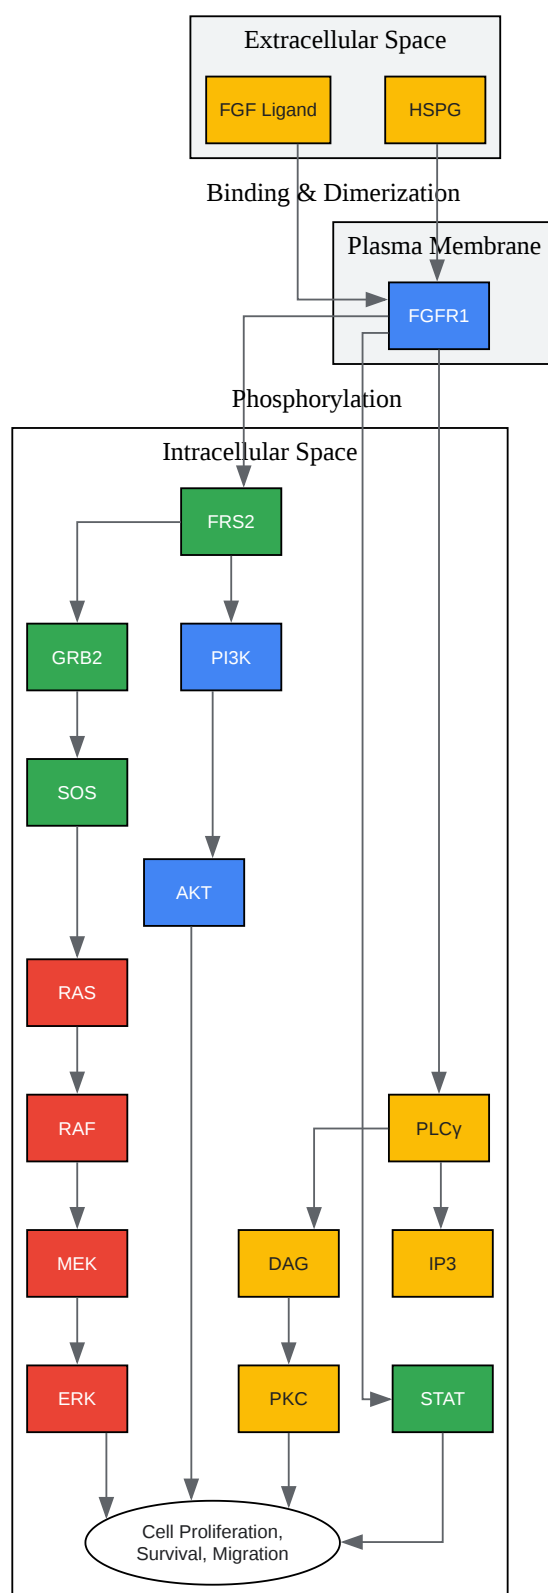 Extracellular Space
FGF Ligand
HSPG
Binding & Dimerization
Plasma Membrane
FGFR1
Phosphorylation
Intracellular Space
FRS2
GRB2
PI3K
SOS
AKT
RAS
RAF
PLCγ
MEK
DAG
IP3
ERK
PKC
STAT
Cell Proliferation,
Survival, Migration